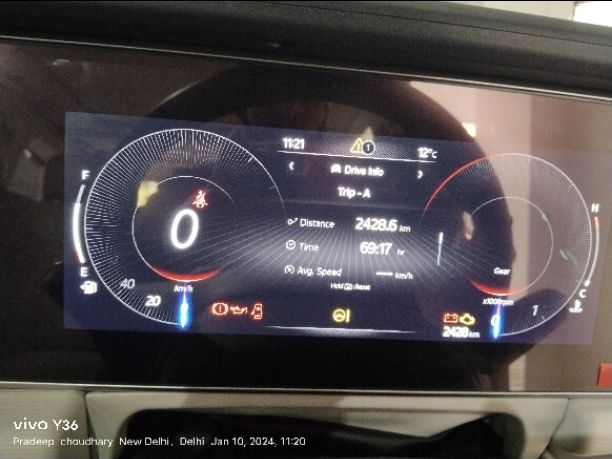 11:21
1
12°C
Drive Info
Trip - A
F
H
0
Distance 2428.6 km
Time 69:17 hr
Avg. Speed ---- km/h
Hold : Reset
E
40
20
km/h
Gear
x1000rpm
C
1
0
2428 km
vivo Y36
Pradeep choudhary New Delhi, Delhi Jan 10, 2024, 11:20